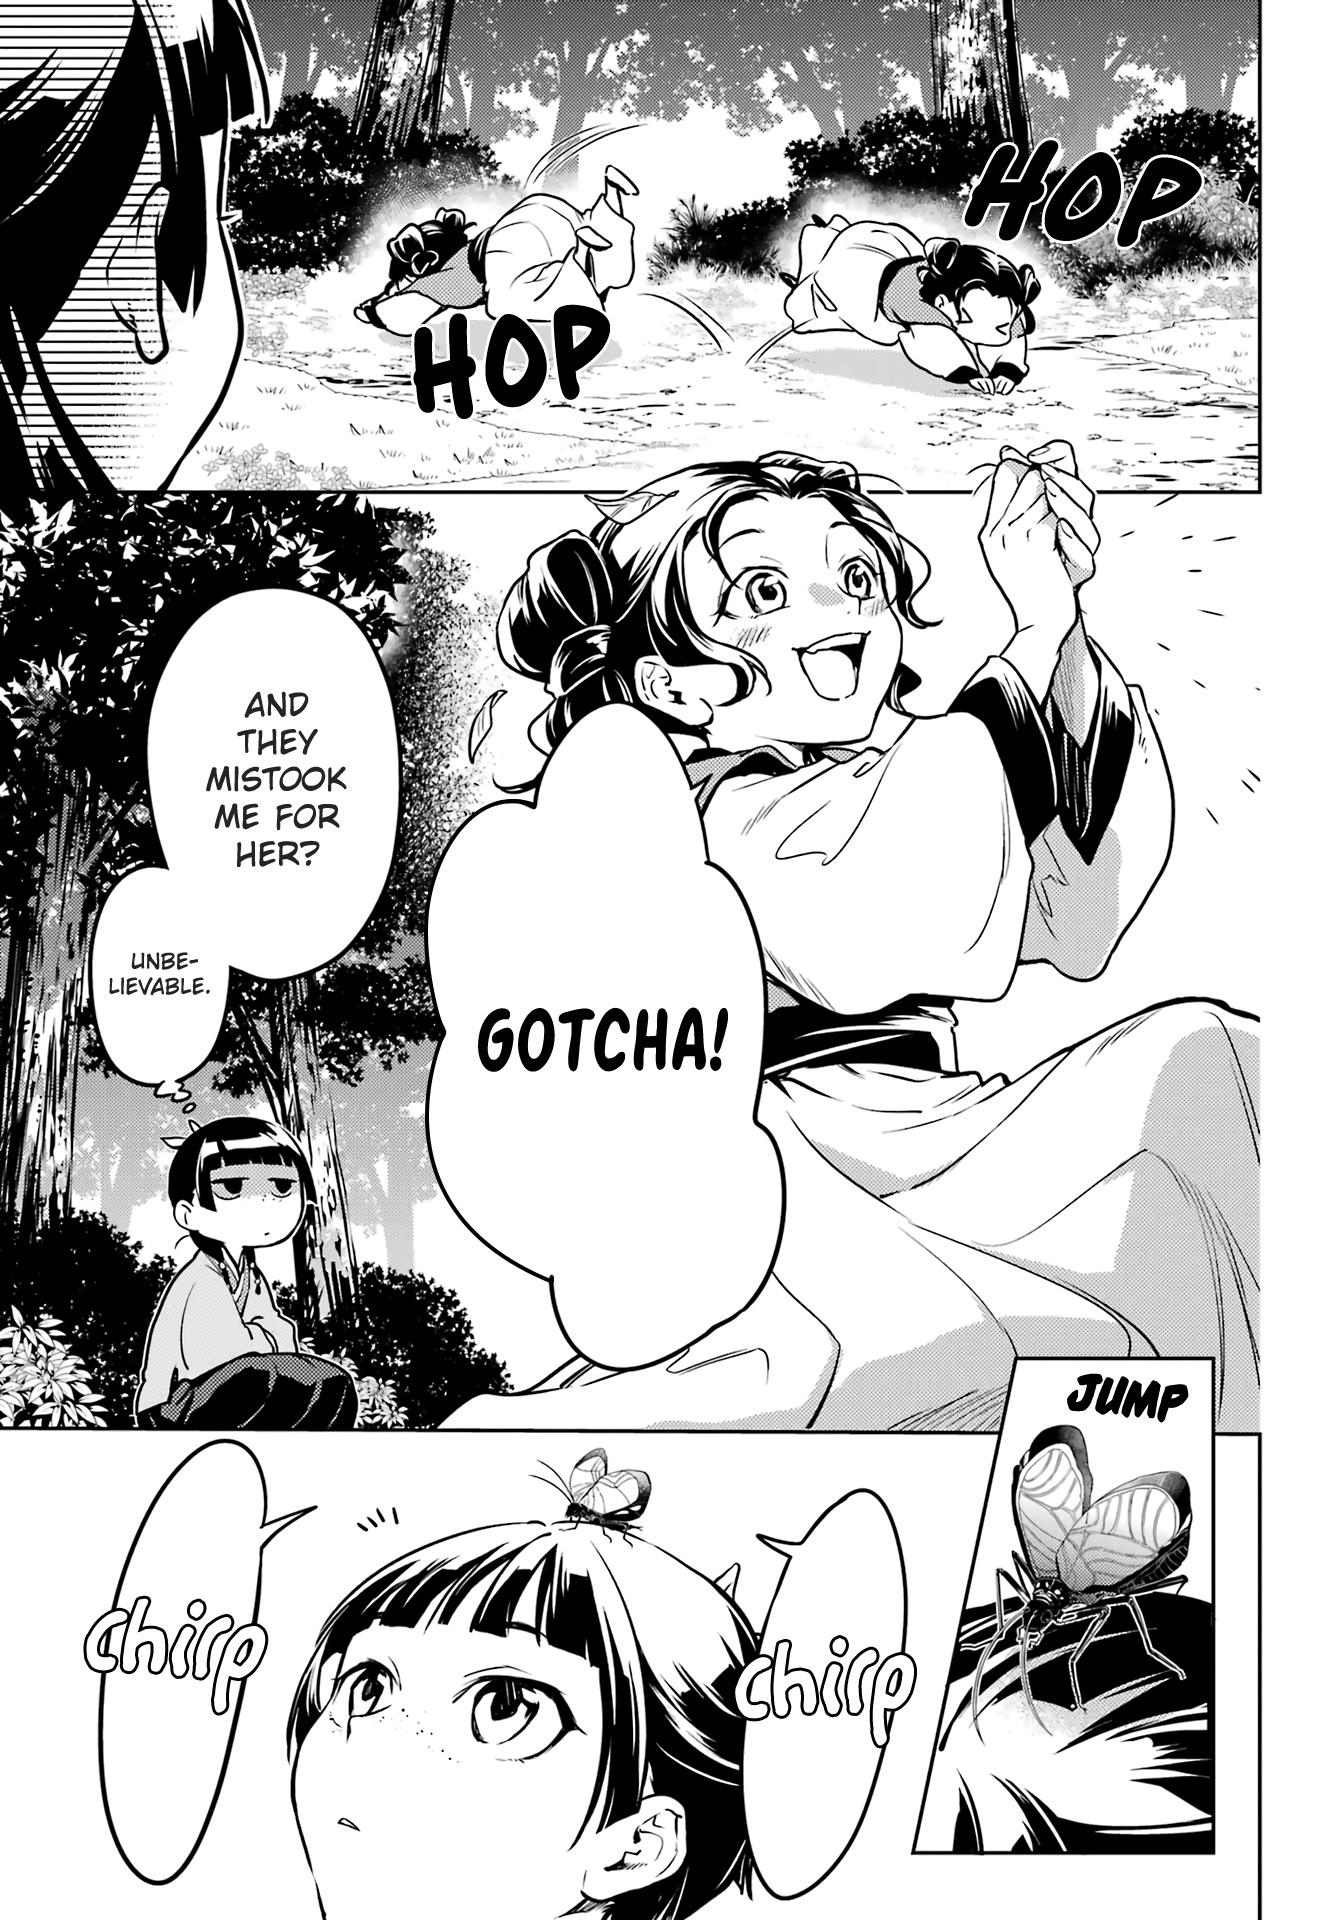 HOP
HOP
GOTCHA!
AND
THEY
MISTOOK
ME FOR
HER?
UNBE-
LIEVABLE.
JUMP
chirp
chirp